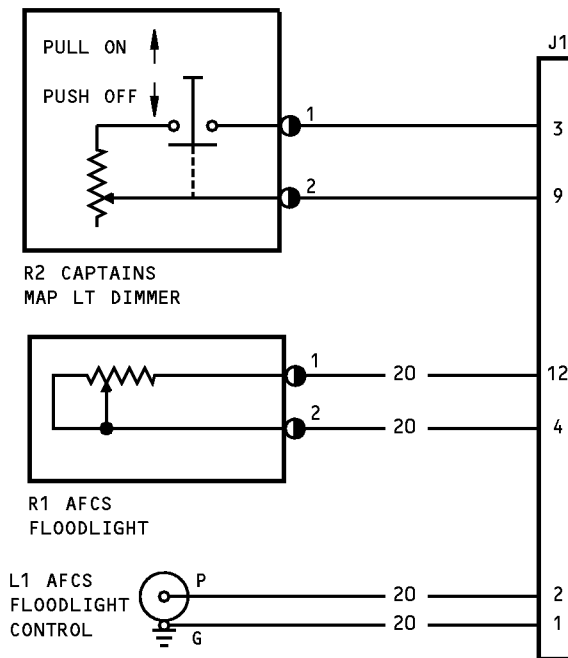 J1
PULL ON
PUSH OFF
1
3
2
9
R2 CAPTAINS
MAP LT DIMMER
1
20
12
2
20
4
R1 AFCS
FLOODLIGHT
L1 AFCS
FLOODLIGHT
CONTROL
P
20
2
G
20
1